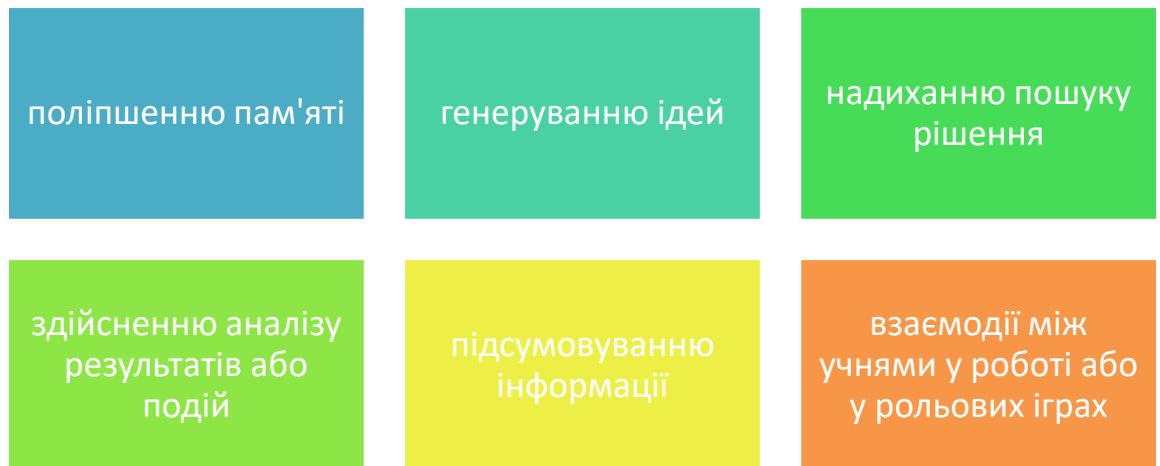 поліпшенню пам'яті
генеруванню ідей
надиханню пошуку
рішення
здійсненню аналізу
результатів або
подій
підсумовуванню
інформації
взаємодії між
учнями у роботі або
у рольових іграх